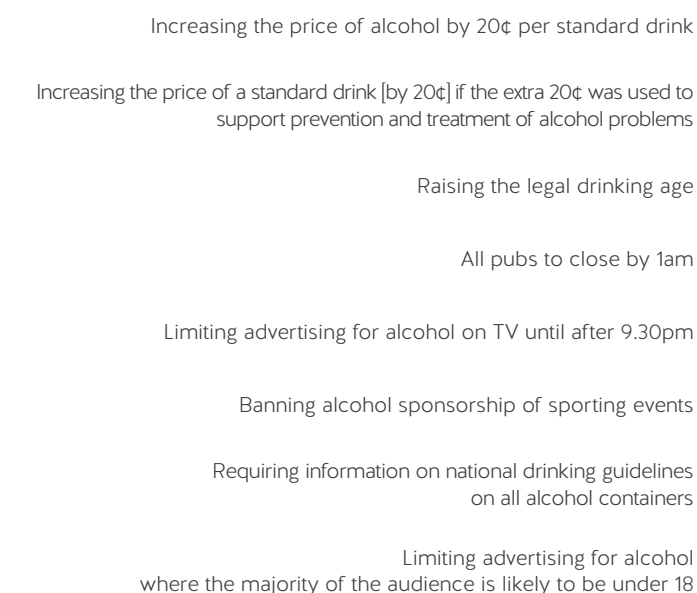 Increasing the price of alcohol by 20¢ per standard drink
Increasing the price of a standard drink [by 20¢] if the extra 20¢ was used to
support prevention and treatment of alcohol problems
Raising the legal drinking age
All pubs to close by 1am
Limiting advertising for alcohol on TV until after 9.30pm
Banning alcohol sponsorship of sporting events
Requiring information on national drinking guidelines
on all alcohol containers
Limiting advertising for alcohol
where the majority of the audience is likely to be under 18